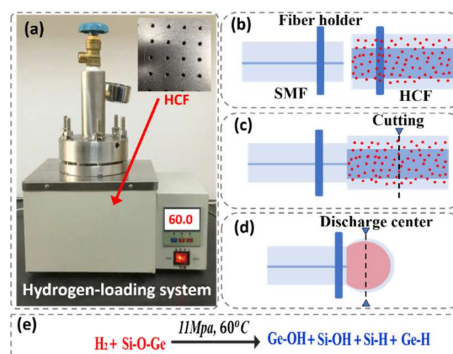 (a)
HCF
60.0
Hydrogen-loading system
(b)
Fiber holder
SMF
HCF
(c)
Cutting
(d)
Discharge center
(e)
H₂ + Si-O-Ge
11Mpa, 60⁰C
Ge-OH+Si-OH+Si-H+ Ge-H